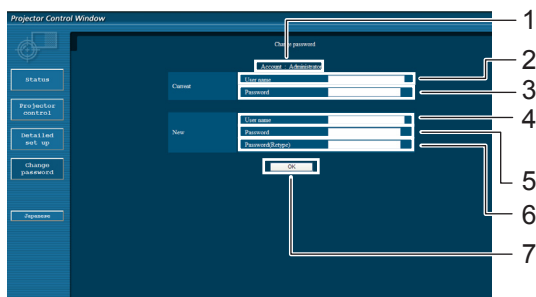 Projector Control Window
Change password
1
Account : Administrator
Status
Current
User name
2
Password
3
Projector
control
New
User name
4
Detailed
set up
Password
5
Password(Retype)
6
Change
password
OK
7
Japanese